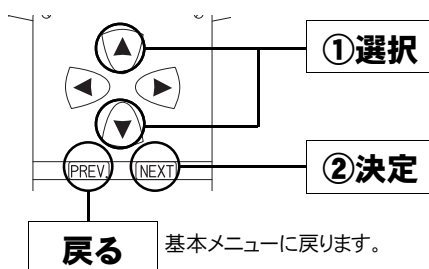 ①選択
PREV.
NEXT
②決定
戻る
基本メニューに戻ります。